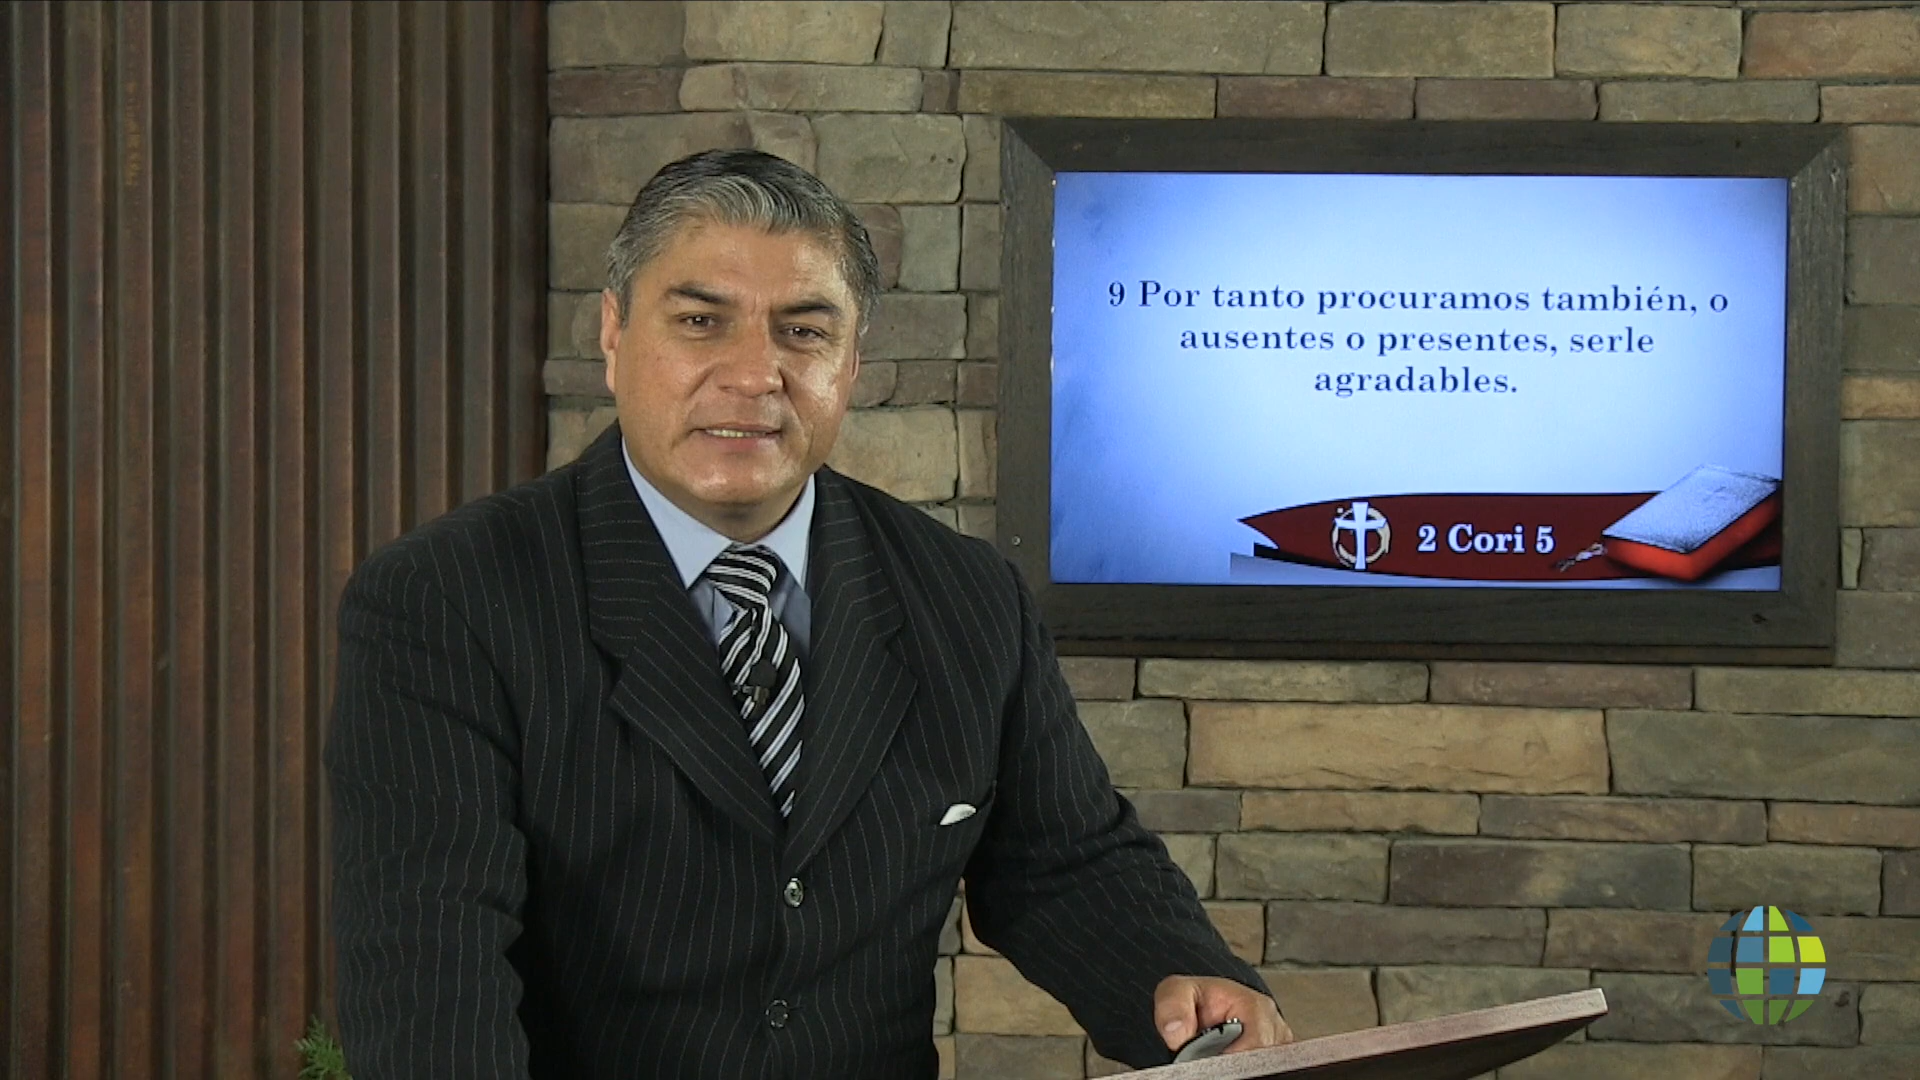 9 Por tanto procuramos también, o
ausentes o presentes, serle
agradables.
2 Cori 5